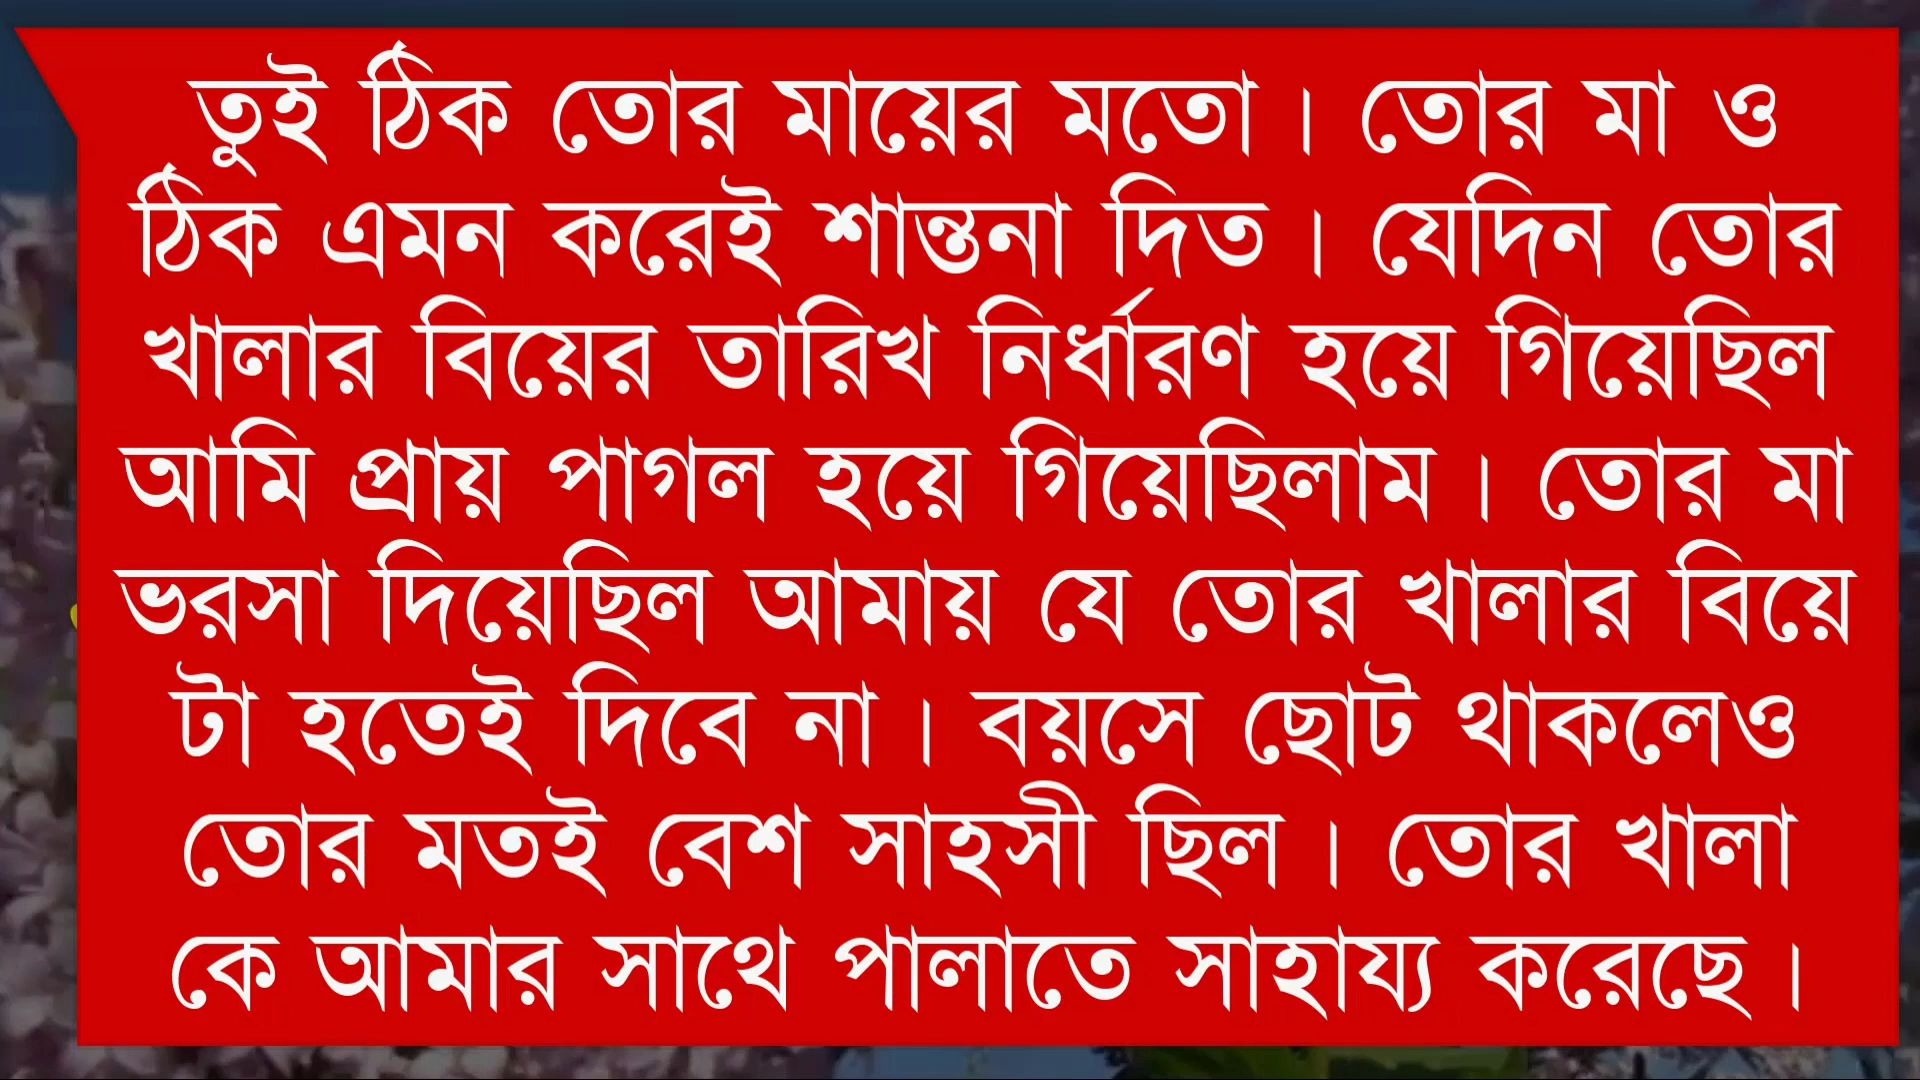 তুই ঠিক তোর মায়ের মতো । তোর মা ও
ঠিক এমন করেই শান্তনা দিত । যেদিন তোর
খালার বিয়ের তারিখ নির্ধারণ হয়ে গিয়েছিল
আমি প্রায় পাগল হয়ে গিয়েছিলাম । তোর মা
ভরসা দিয়েছিল আমায় যে তোর খালার বিয়ে
টা হতেই দিবে না । বয়সে ছোট থাকলেও
তোর মতই বেশ সাহসী ছিল । তোর খালা
কে আমার সাথে পালাতে সাহায্য করেছে ।